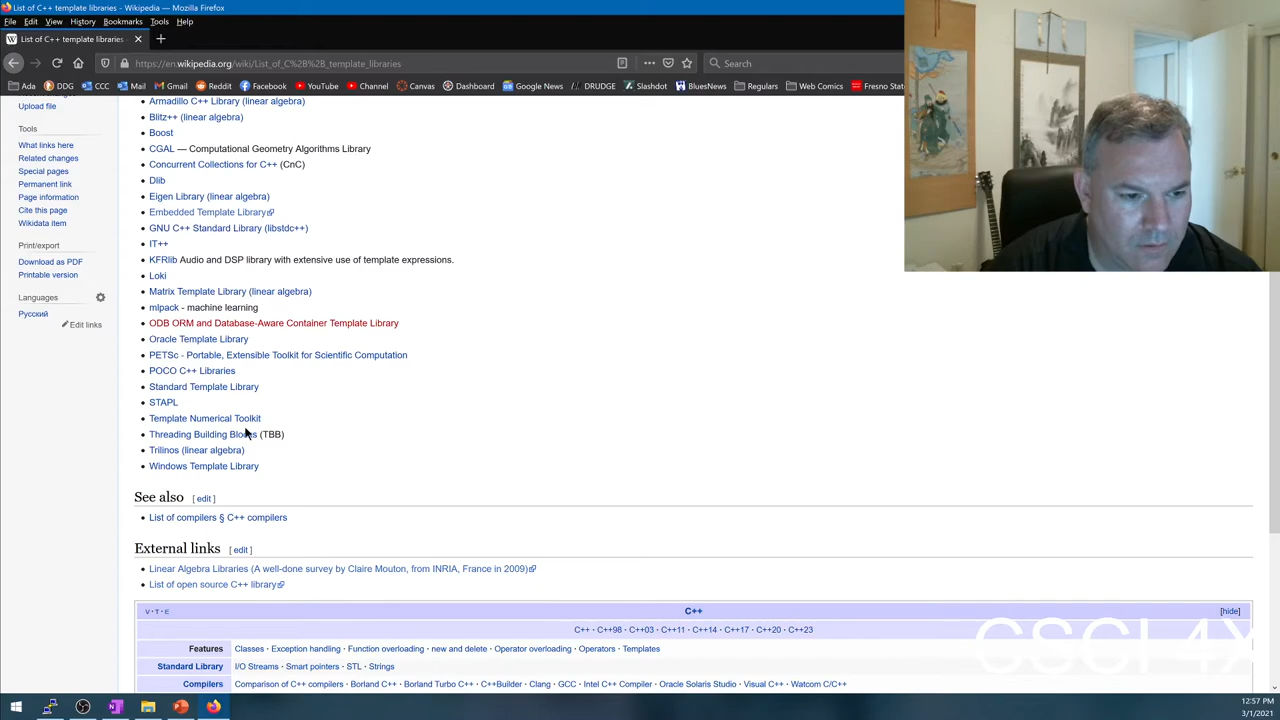 List of C++ template libraries - Wikipedia — Mozilla Firefox
File Edit View History Bookmarks Tools Help
List of C++ template libraries
https://en.wikipedia.org/wiki/List_of_C%2B%2B_template_libraries
Search
Ada DDG CCC Mail Gmail Reddit Facebook YouTube Channel Canvas Dashboard Google News DRUDGE Slashdot BluesNews Regulars Web Comics Fresno Stat
Upload file
Tools
What links here
Related changes
Special pages
Permanent link
Page information
Cite this page
Wikidata item
Print/export
Download as PDF
Printable version
Languages
Русский
Edit links
Armadillo C++ Library (linear algebra)
Blitz++ (linear algebra)
Boost
CGAL — Computational Geometry Algorithms Library
Concurrent Collections for C++ (CnC)
Dlib
Eigen Library (linear algebra)
Embedded Template Library
GNU C++ Standard Library (libstdc++)
IT++
KFRlib Audio and DSP library with extensive use of template expressions.
Loki
Matrix Template Library (linear algebra)
mlpack - machine learning
ODB ORM and Database-Aware Container Template Library
Oracle Template Library
PETSc - Portable, Extensible Toolkit for Scientific Computation
POCO C++ Libraries
Standard Template Library
STAPL
Template Numerical Toolkit
Threading Building Blocks (TBB)
Trilinos (linear algebra)
Windows Template Library
See also [ edit ]
List of compilers § C++ compilers
External links [ edit ]
Linear Algebra Libraries (A well-done survey by Claire Mouton, from INRIA, France in 2009)
List of open source C++ library
V·T·E C++ [hide]
C++ · C++98 · C++03 · C++11 · C++14 · C++17 · C++20 · C++23
Features Classes · Exception handling · Function overloading · new and delete · Operator overloading · Operators · Templates
Standard Library I/O Streams · Smart pointers · STL · Strings
Compilers Comparison of C++ compilers · Borland C++ · Borland Turbo C++ · C++Builder · Clang · GCC · Intel C++ Compiler · Oracle Solaris Studio · Visual C++ · Watcom C/C++
CSCI 4X
12:57 PM
3/1/2021